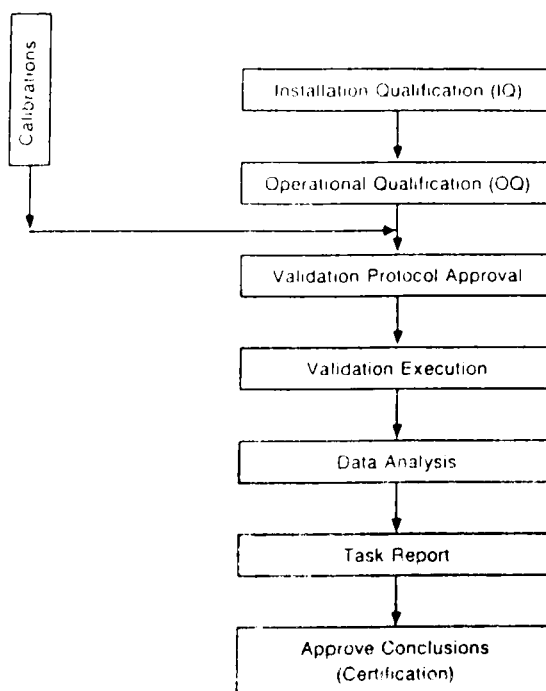 Calibrations
Installation Qualification (IQ)
Operational Qualification (OQ)
Validation Protocol Approval
Validation Execution
Data Analysis
Task Report
Approve Conclusions
(Certification)